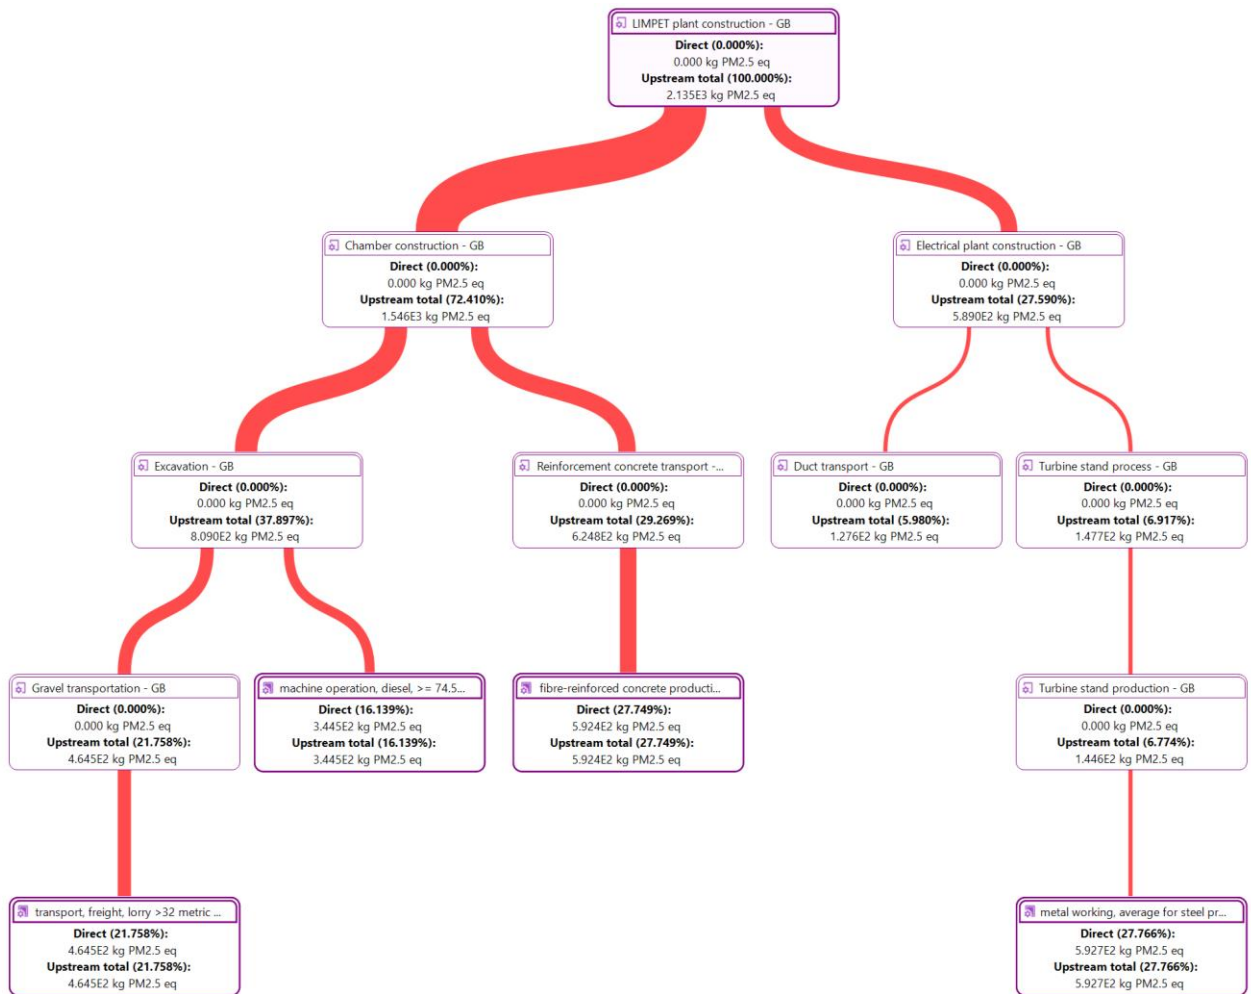 LIMPET plant construction - GB
Direct (0.000%):
0.000 kg PM2.5 eq
Upstream total (100.000%):
2.135E3 kg PM2.5 eq
Chamber construction - GB
Direct (0.000%):
0.000 kg PM2.5 eq
Upstream total (72.410%):
1.546E3 kg PM2.5 eq
Electrical plant construction - GB
Direct (0.000%):
0.000 kg PM2.5 eq
Upstream total (27.590%):
5.890E2 kg PM2.5 eq
Excavation - GB
Direct (0.000%):
0.000 kg PM2.5 eq
Upstream total (37.897%):
8.090E2 kg PM2.5 eq
Reinforcement concrete transport -...
Direct (0.000%):
0.000 kg PM2.5 eq
Upstream total (29.269%):
6.248E2 kg PM2.5 eq
Duct transport - GB
Direct (0.000%):
0.000 kg PM2.5 eq
Upstream total (5.980%):
1.276E2 kg PM2.5 eq
Turbine stand process - GB
Direct (0.000%):
0.000 kg PM2.5 eq
Upstream total (6.917%):
1.477E2 kg PM2.5 eq
Gravel transportation - GB
Direct (0.000%):
0.000 kg PM2.5 eq
Upstream total (21.758%):
4.645E2 kg PM2.5 eq
machine operation, diesel, >= 74.5...
Direct (16.139%):
3.445E2 kg PM2.5 eq
Upstream total (16.139%):
3.445E2 kg PM2.5 eq
fibre-reinforced concrete producti...
Direct (27.749%):
5.924E2 kg PM2.5 eq
Upstream total (27.749%):
5.924E2 kg PM2.5 eq
Turbine stand production - GB
Direct (0.000%):
0.000 kg PM2.5 eq
Upstream total (6.774%):
1.446E2 kg PM2.5 eq
transport, freight, lorry >32 metric ...
Direct (21.758%):
4.645E2 kg PM2.5 eq
Upstream total (21.758%):
4.645E2 kg PM2.5 eq
metal working, average for steel pr...
Direct (27.766%):
5.927E2 kg PM2.5 eq
Upstream total (27.766%):
5.927E2 kg PM2.5 eq